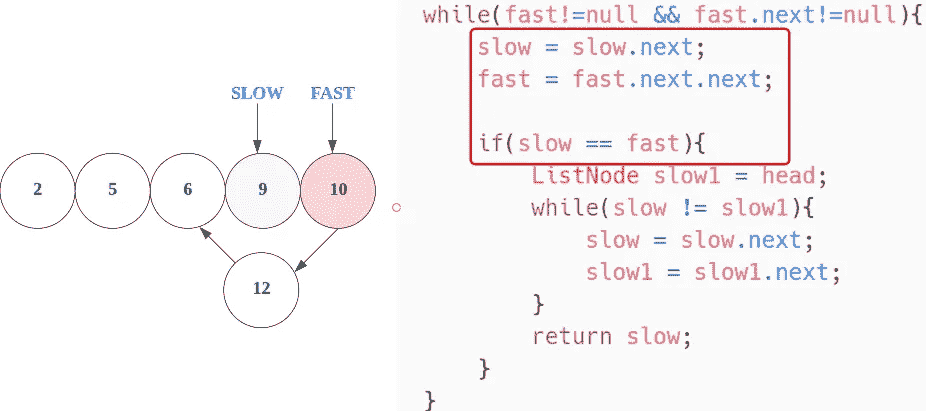 SLOW FAST
2 5 6 9 10
12
while(fast!=null && fast.next!=null){
slow = slow.next;
fast = fast.next.next;
if(slow == fast){
ListNode slow1 = head;
while(slow != slow1){
slow = slow.next;
slow1 = slow1.next;
}
return slow;
}
}